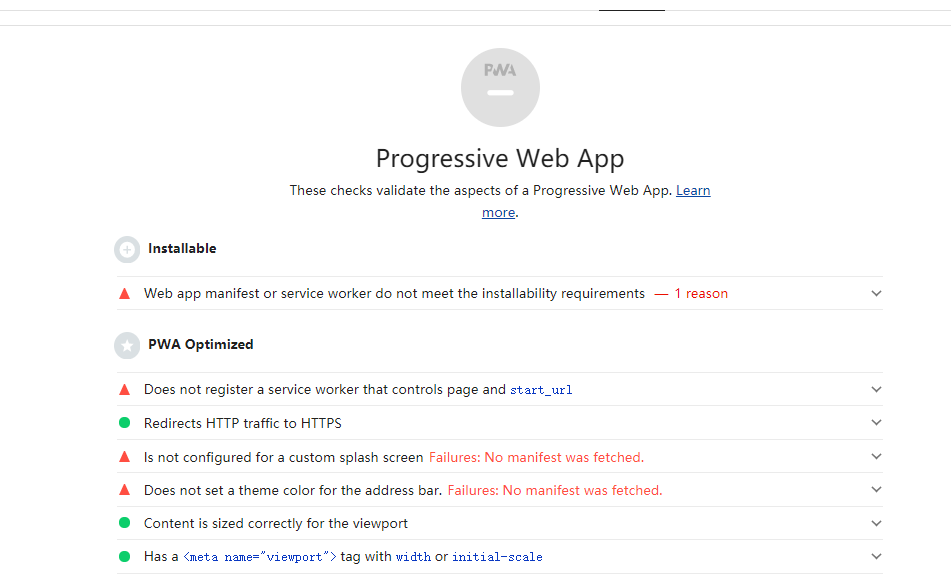 PWA
Progressive Web App
These checks validate the aspects of a Progressive Web App. Learn
more.
Installable
Web app manifest or service worker do not meet the installability requirements — 1 reason
PWA Optimized
Does not register a service worker that controls page and start_url
Redirects HTTP traffic to HTTPS
Is not configured for a custom splash screen Failures: No manifest was fetched.
Does not set a theme color for the address bar. Failures: No manifest was fetched.
Content is sized correctly for the viewport
Has a <meta name="viewport"> tag with width or initial-scale